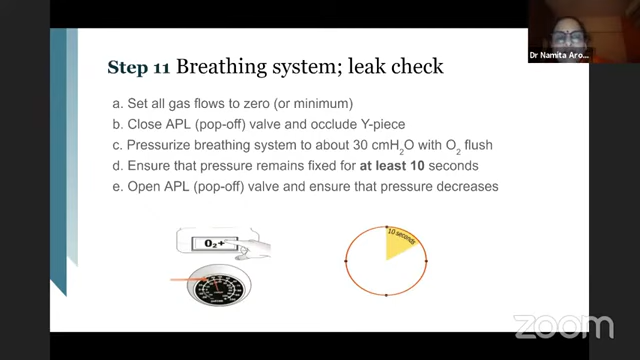 Dr Namita Aro...
Step 11 Breathing system; leak check
a. Set all gas flows to zero (or minimum)
b. Close APL (pop-off) valve and occlude Y-piece
c. Pressurize breathing system to about 30 cmH2O with O2 flush
d. Ensure that pressure remains fixed for at least 10 seconds
e. Open APL (pop-off) valve and ensure that pressure decreases
O2+
10 seconds
zoom